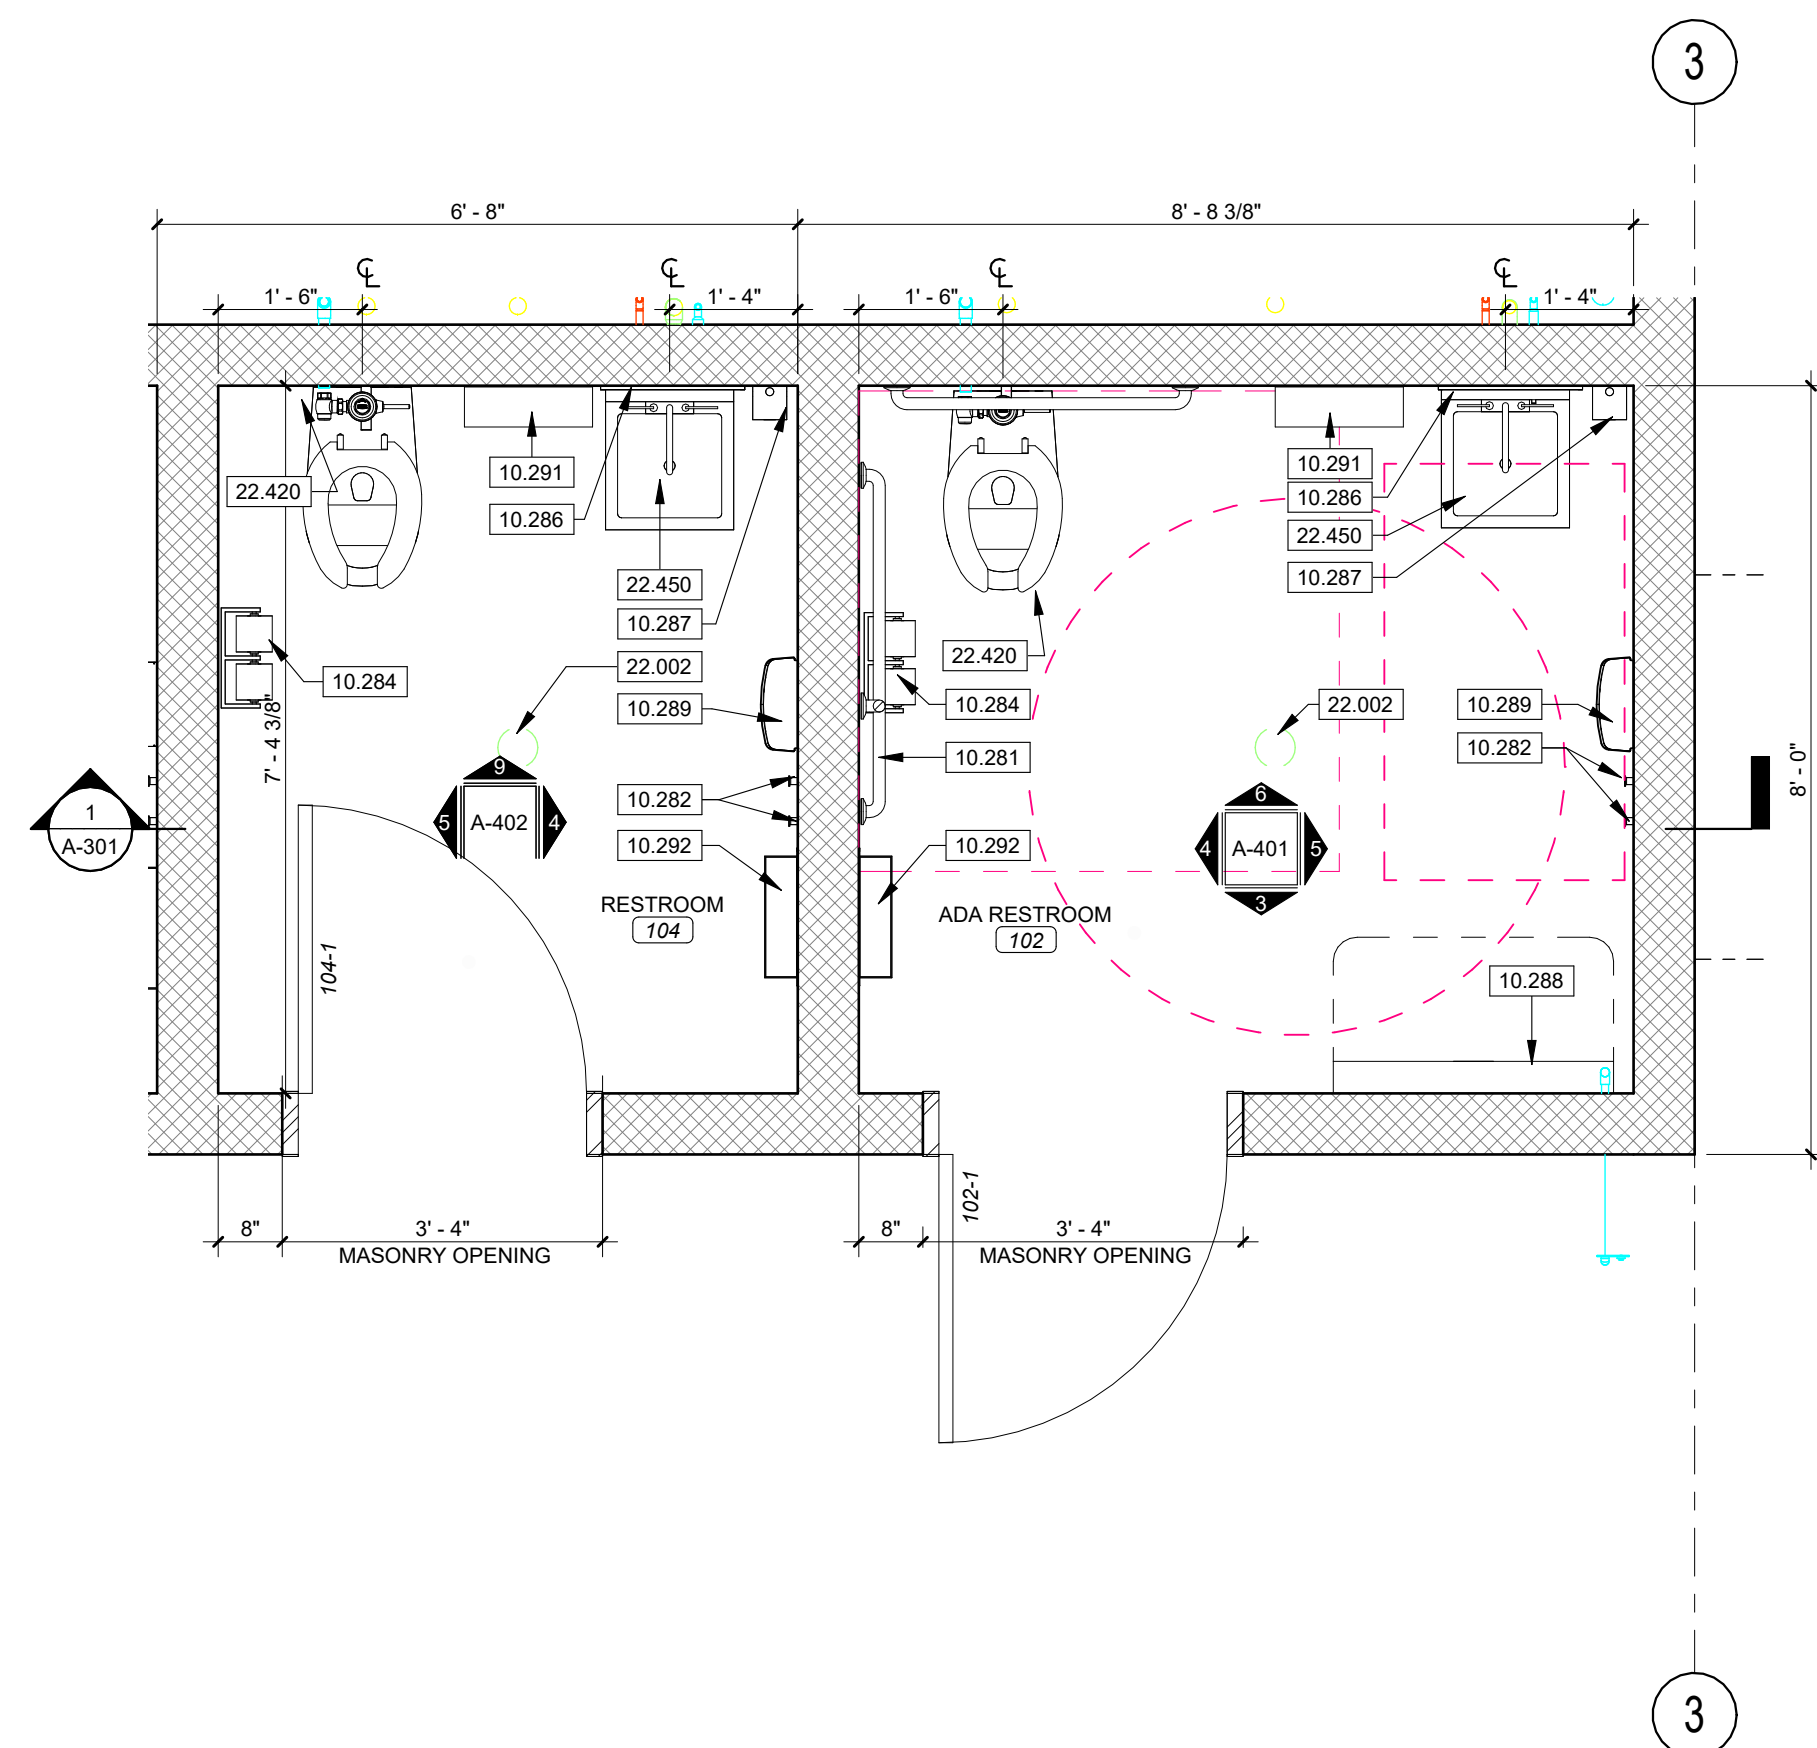 3
6' - 8"
8' - 8 3/8"
℄
℄
℄
℄
1' - 6"
1' - 4"
1' - 6"
1' - 4"
22.420
10.291
10.286
22.450
10.287
22.002
10.284
10.289
7' - 4 3/8"
10.282
10.292
9
5
A-402
4
1
A-301
RESTROOM
104
104-1
10.291
10.286
22.450
10.287
22.420
10.284
22.002
10.289
10.281
10.282
10.292
6
4
A-401
5
3
8' - 0"
ADA RESTROOM
102
10.288
102-1
8"
3' - 4"
MASONRY OPENING
8"
3' - 4"
MASONRY OPENING
3